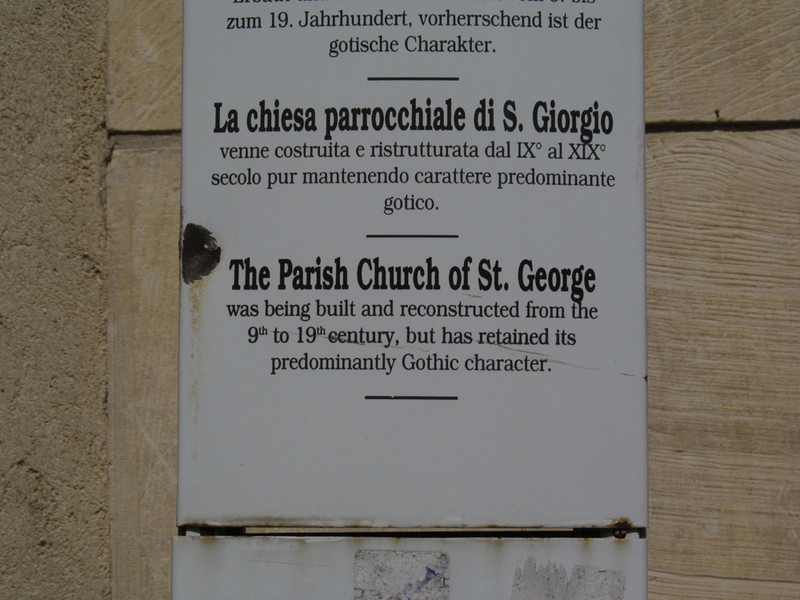 zum 19. Jahrhundert, vorherrschend ist der
gotische Charakter.
La chiesa parrocchiale di S. Giorgio
venne costruita e ristrutturata dal IX° al XIX°
secolo pur mantenendo carattere predominante
gotico.
The Parish Church of St. George
was being built and reconstructed from the
9th to 19th century, but has retained its
predominantly Gothic character.